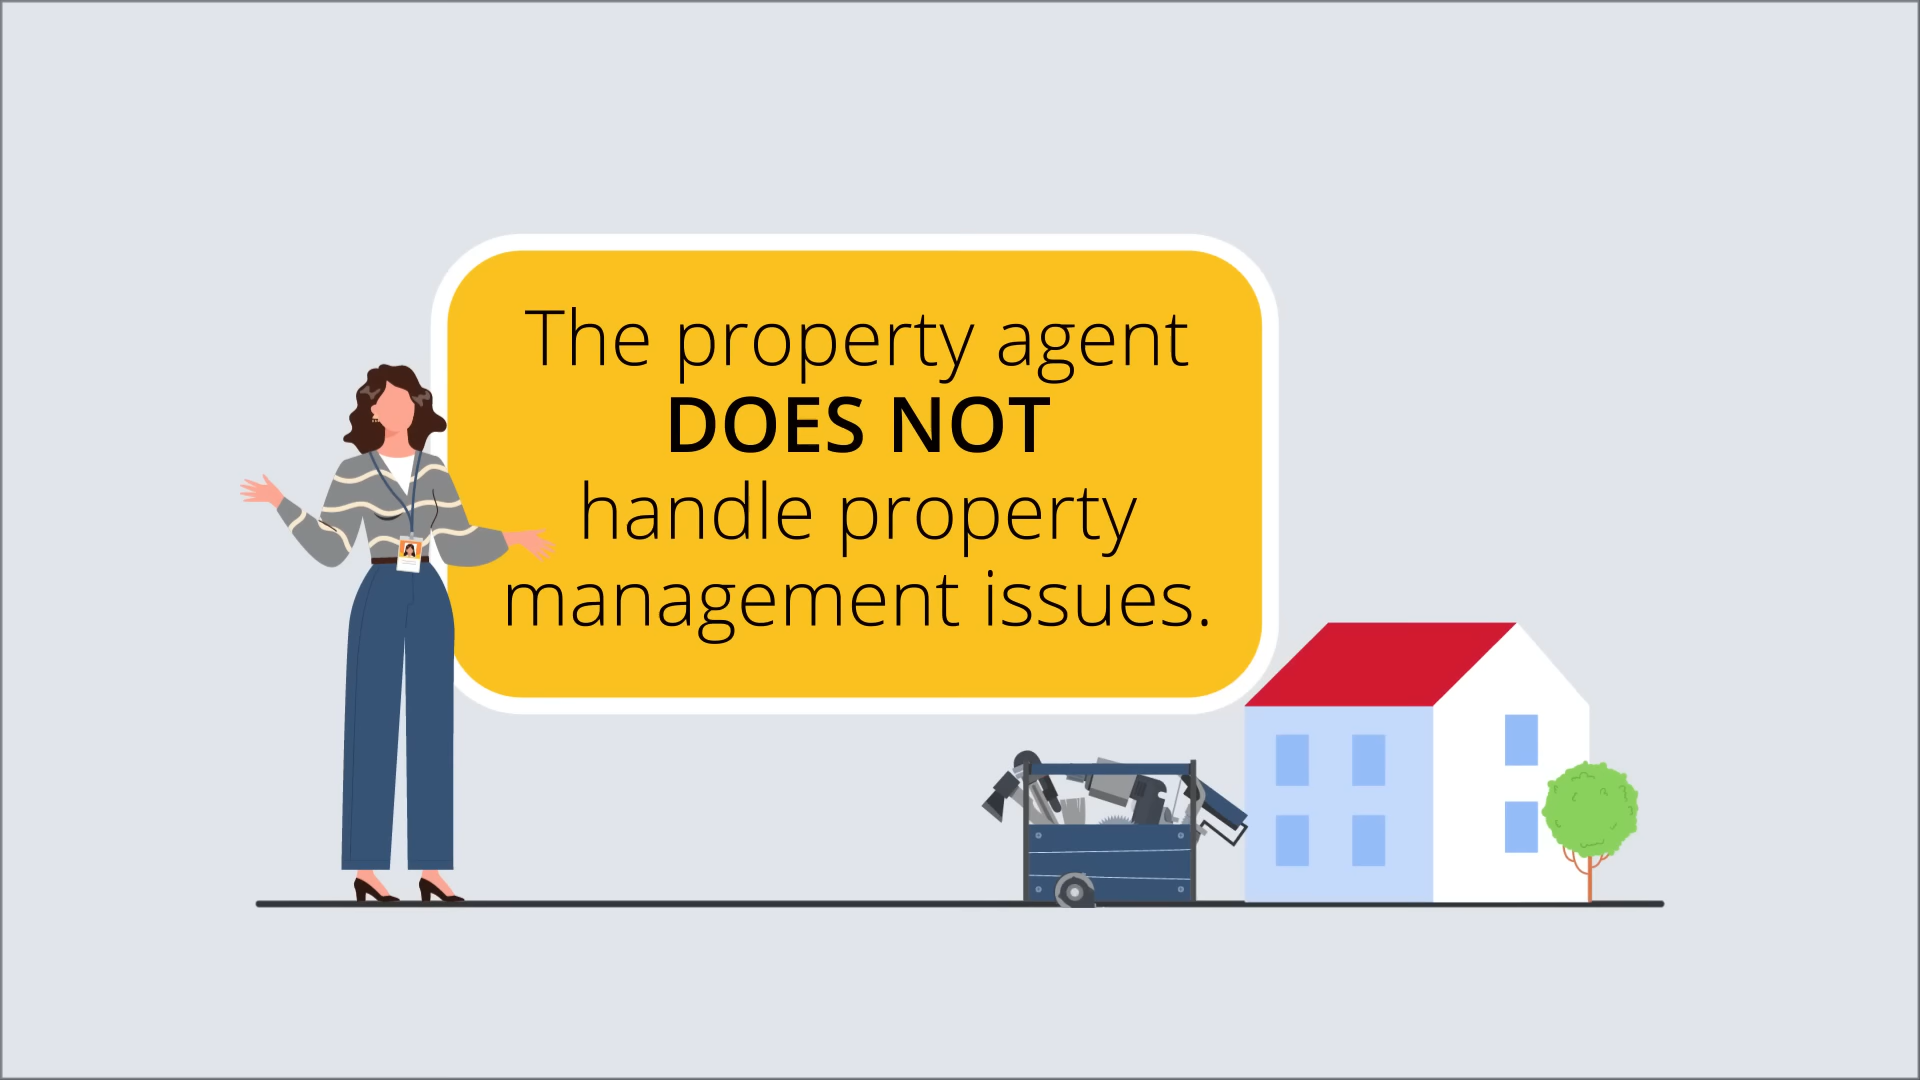 The property agent
DOES NOT
handle property
management issues.